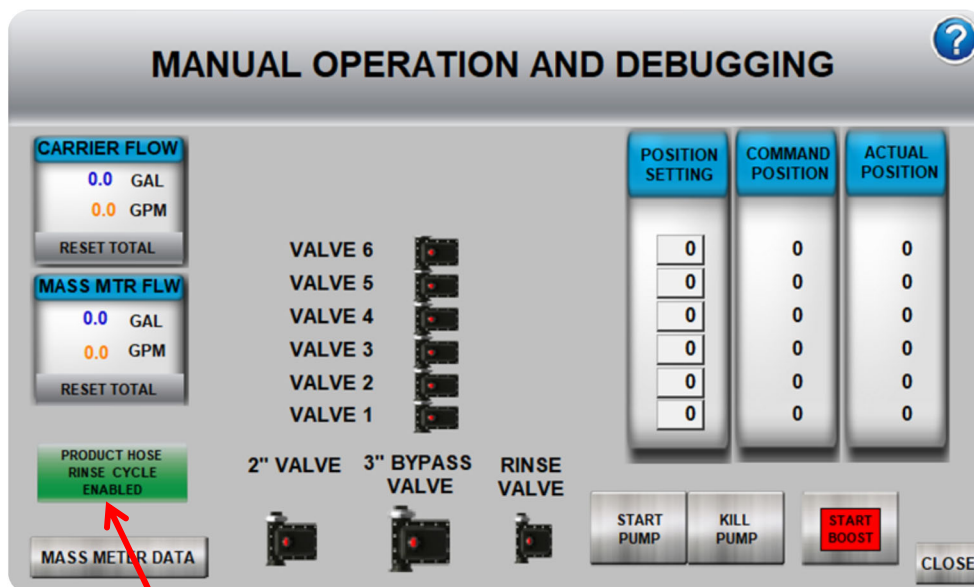 ?
MANUAL OPERATION AND DEBUGGING
CARRIER FLOW
0.0 GAL
0.0 GPM
RESET TOTAL
MASS MTR FLW
0.0 GAL
0.0 GPM
RESET TOTAL
PRODUCT HOSE
RINSE CYCLE
ENABLED
MASS METER DATA
VALVE 6
VALVE 5
VALVE 4
VALVE 3
VALVE 2
VALVE 1
2" VALVE
3" BYPASS
VALVE
RINSE
VALVE
POSITION
SETTING
COMMAND
POSITION
ACTUAL
POSITION
0 0 0
0 0 0
0 0 0
0 0 0
0 0 0
0 0 0
START
PUMP
KILL
PUMP
START
BOOST
CLOSE